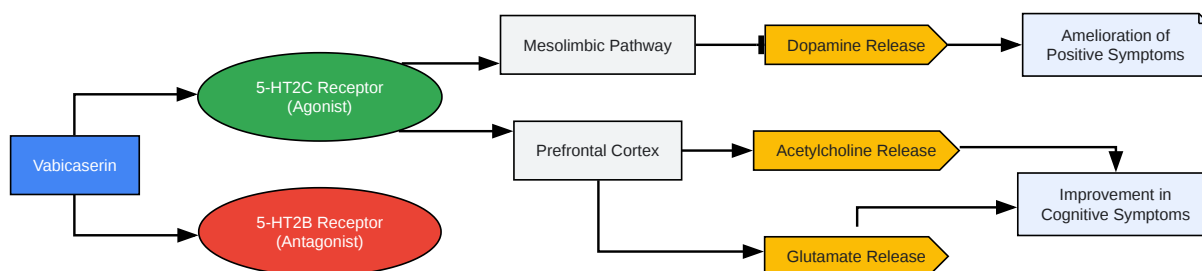 Vabicaserin
5-HT2C Receptor
(Agonist)
5-HT2B Receptor
(Antagonist)
Mesolimbic Pathway
Dopamine Release
Amelioration of
Positive Symptoms
Prefrontal Cortex
Acetylcholine Release
Glutamate Release
Improvement in
Cognitive Symptoms